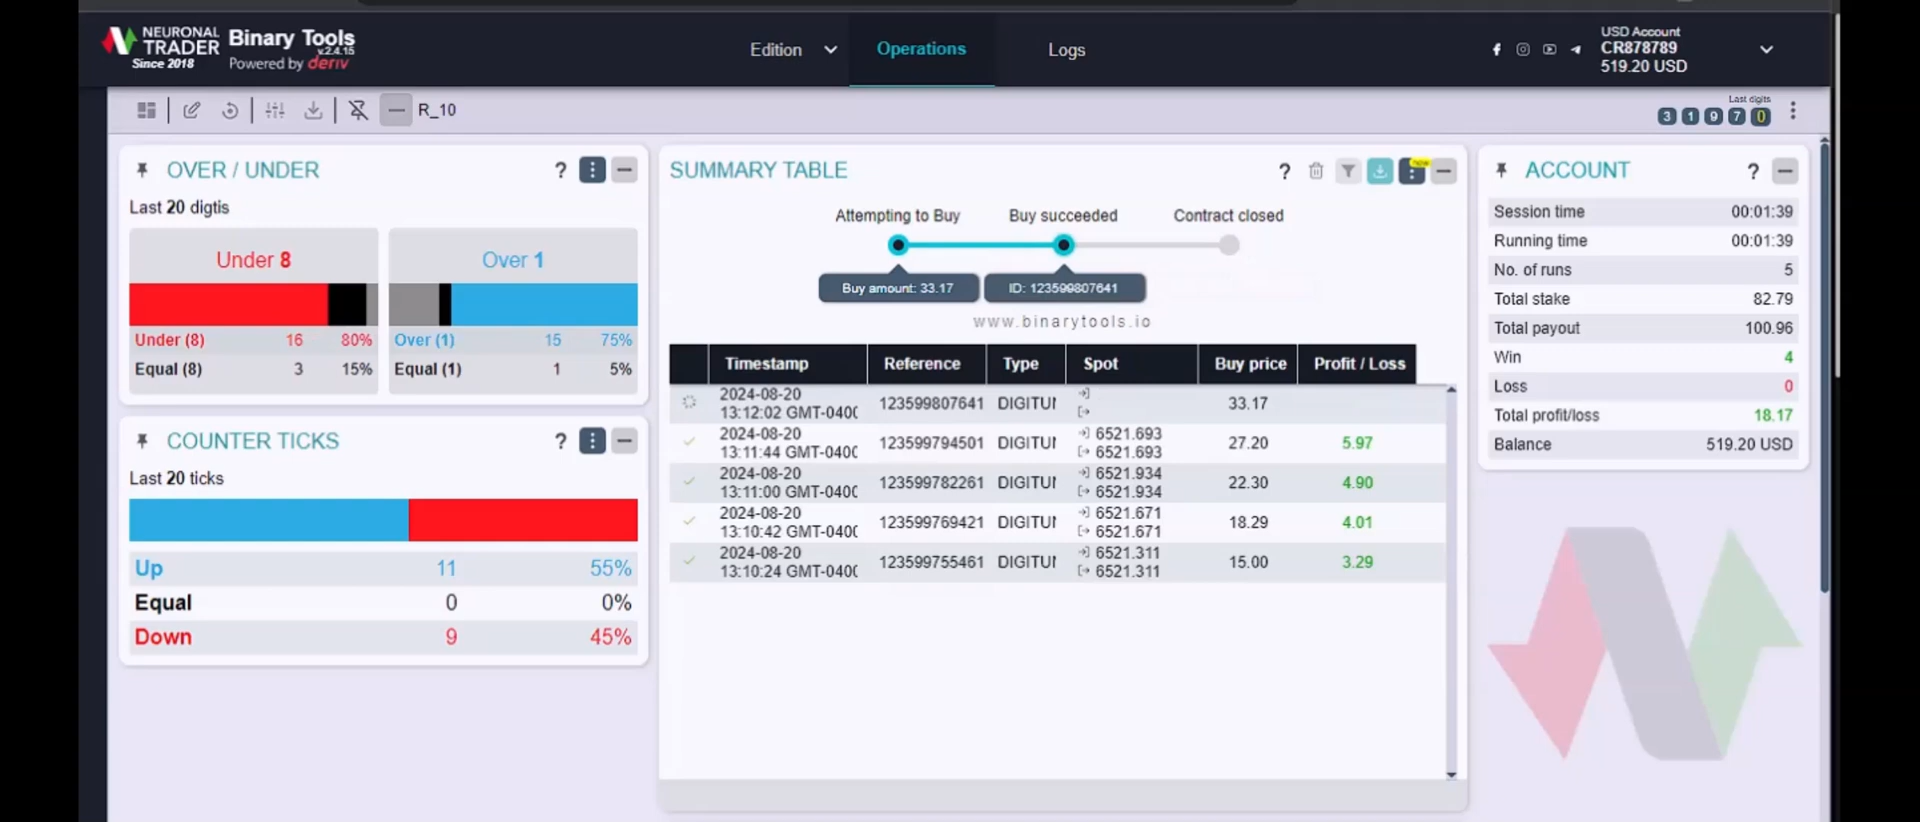 NEURONAL
TRADER
Since 2018
Binary Tools
v.2.4.15
Powered by deriv
Edition
Operations
Logs
USD Account
CR878789
519.20 USD
R_10
Last digits
3 1 9 7 0
OVER / UNDER
?
Last 20 digtis
Under 8
Over 1
Under (8) 16 80%
Over (1) 15 75%
Equal (8) 3 15%
Equal (1) 1 5%
COUNTER TICKS
?
Last 20 ticks
Up 11 55%
Equal 0 0%
Down 9 45%
SUMMARY TABLE
?
Attempting to Buy
Buy succeeded
Contract closed
Buy amount: 33.17
ID: 123599807641
www.binarytools.io
Timestamp Reference Type Spot Buy price Profit / Loss
2024-08-20
13:12:02 GMT-040(
123599807641 DIGITUI 33.17
2024-08-20
13:11:44 GMT-040(
123599794501 DIGITUI
6521.693
6521.693
27.20 5.97
2024-08-20
13:11:00 GMT-040(
123599782261 DIGITUI
6521.934
6521.934
22.30 4.90
2024-08-20
13:10:42 GMT-040(
123599769421 DIGITUI
6521.671
6521.671
18.29 4.01
2024-08-20
13:10:24 GMT-040(
123599755461 DIGITUI
6521.311
6521.311
15.00 3.29
ACCOUNT
?
Session time 00:01:39
Running time 00:01:39
No. of runs 5
Total stake 82.79
Total payout 100.96
Win 4
Loss 0
Total profit/loss 18.17
Balance 519.20 USD